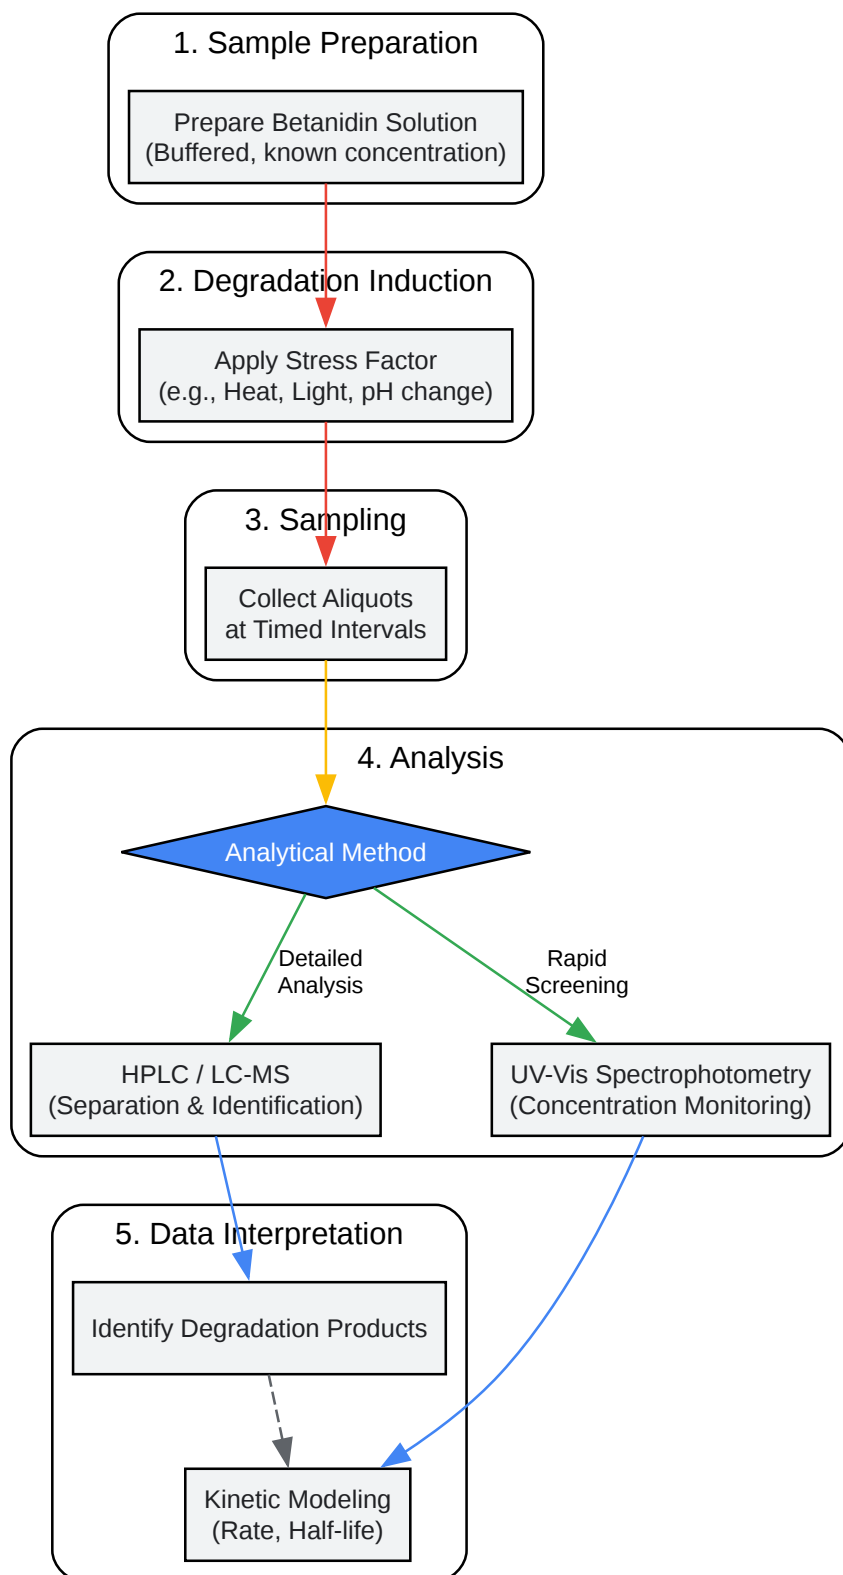 1. Sample Preparation
Prepare Betanidin Solution
(Buffered, known concentration)
2. Degradation Induction
Apply Stress Factor
(e.g., Heat, Light, pH change)
3. Sampling
Collect Aliquots
at Timed Intervals
4. Analysis
Analytical Method
Detailed
Analysis
Rapid
Screening
HPLC / LC-MS
(Separation & Identification)
UV-Vis Spectrophotometry
(Concentration Monitoring)
5. Data Interpretation
Identify Degradation Products
Kinetic Modeling
(Rate, Half-life)